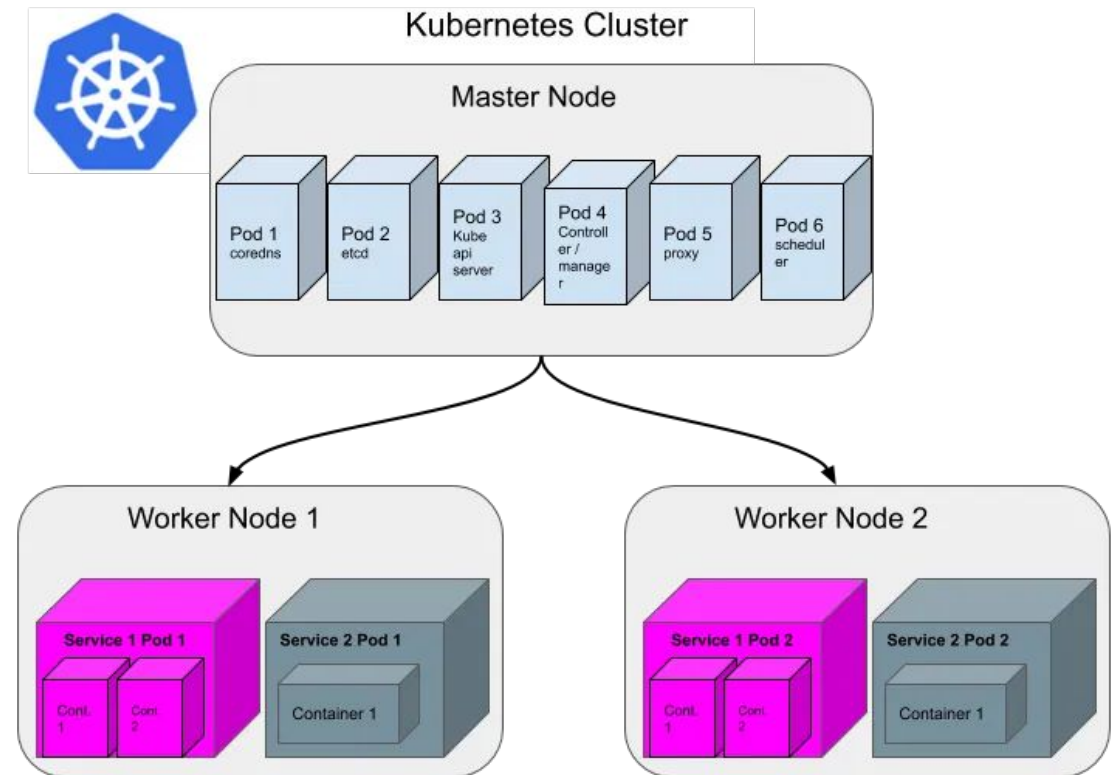 Kubernetes Cluster
Master Node
Pod 1
coredns
Pod 2
etcd
Pod 3
Kube
api
server
Pod 4
Controll
er /
manage
r
Pod 5
proxy
Pod 6
schedul
er
Worker Node 1
Service 1 Pod 1
Cont.
1
Cont.
2
Service 2 Pod 1
Container 1
Worker Node 2
Service 1 Pod 2
Cont.
1
Cont.
2
Service 2 Pod 2
Container 1